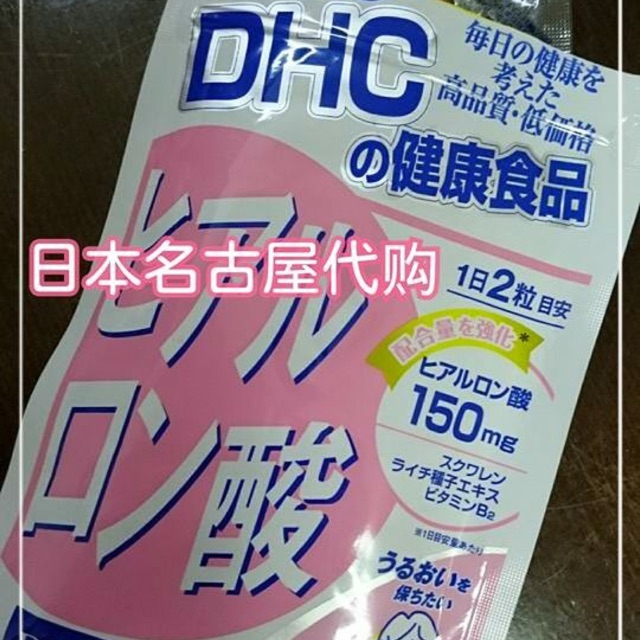 DHC
の健康食品
毎日の健康を
考えた
高品質・低価格
ヒアル
ロン酸
日本名古屋代购
1日2粒目安
配合量を強化*
ヒアルロン酸
150mg
スクワレン
ライチ種子エキス
ビタミンB2
※1日目安量あたり
うるおいを
保ちたい